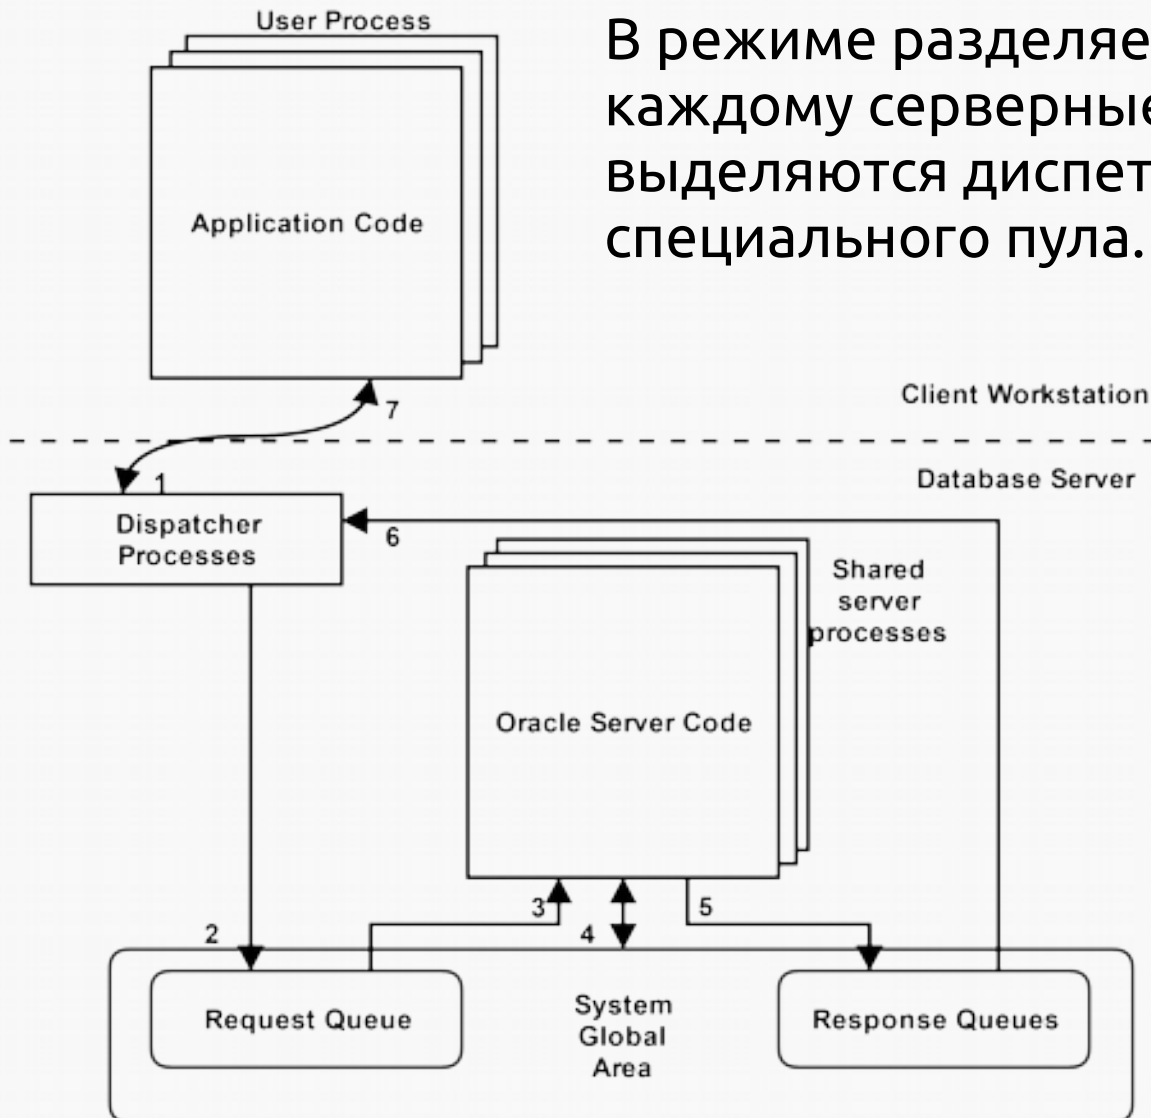 User Process
В режиме разделяе
каждому серверные
выделяются диспет
специального пула.
Application Code
7
Client Workstation
1
Database Server
Dispatcher
Processes
6
Shared
server
processes
Oracle Server Code
3
5
2
4
Request Queue
System
Global
Area
Response Queues